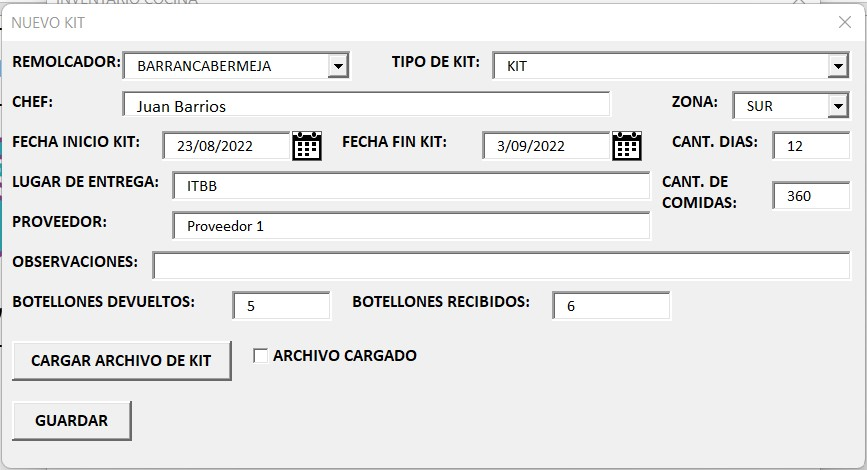 INVENTARIO COCINA
NUEVO KIT
REMOLCADOR: BARRANCABERMEJA TIPO DE KIT: KIT
CHEF: Juan Barrios ZONA: SUR
FECHA INICIO KIT: 23/08/2022 FECHA FIN KIT: 3/09/2022 CANT. DIAS: 12
LUGAR DE ENTREGA: ITBB CANT. DE COMIDAS: 360
PROVEEDOR: Proveedor 1
OBSERVACIONES:
BOTELLONES DEVUELTOS: 5 BOTELLONES RECIBIDOS: 6
CARGAR ARCHIVO DE KIT ARCHIVO CARGADO
GUARDAR